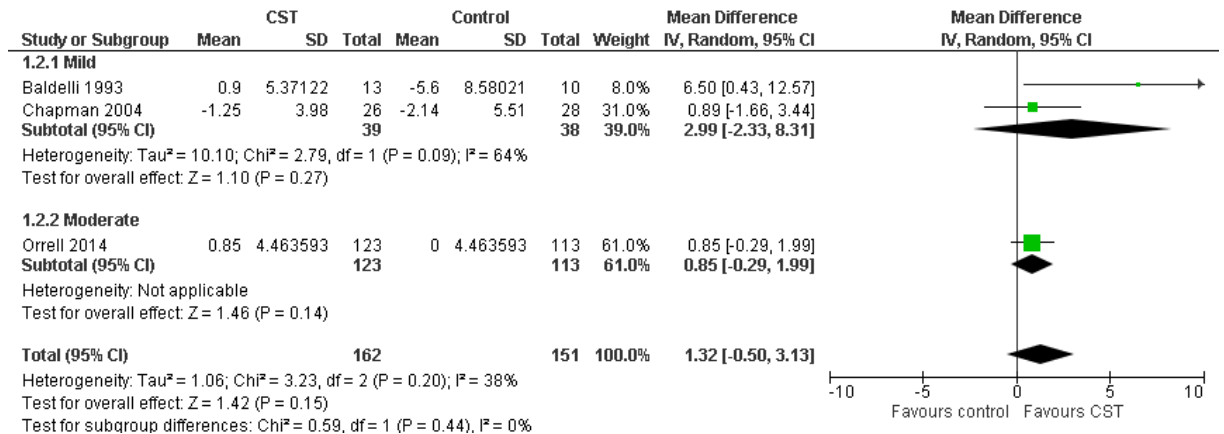 CST Control Mean Difference Mean Difference
Study or Subgroup Mean SD Total Mean SD Total Weight IV, Random, 95% CI IV, Random, 95% CI
1.2.1 Mild
Baldelli 1993 0.9 5.37122 13 -5.6 8.58021 10 8.0% 6.50 [0.43, 12.57]
Chapman 2004 -1.25 3.98 26 -2.14 5.51 28 31.0% 0.89 [-1.66, 3.44]
Subtotal (95% CI) 39 38 39.0% 2.99 [-2.33, 8.31]
Heterogeneity: Tau² = 10.10; Chi² = 2.79, df = 1 (P = 0.09); I² = 64%
Test for overall effect: Z = 1.10 (P = 0.27)
1.2.2 Moderate
Orrell 2014 0.85 4.463593 123 0 4.463593 113 61.0% 0.85 [-0.29, 1.99]
Subtotal (95% CI) 123 113 61.0% 0.85 [-0.29, 1.99]
Heterogeneity: Not applicable
Test for overall effect: Z = 1.46 (P = 0.14)
Total (95% CI) 162 151 100.0% 1.32 [-0.50, 3.13]
Heterogeneity: Tau² = 1.06; Chi² = 3.23, df = 2 (P = 0.20); I² = 38%
Test for overall effect: Z = 1.42 (P = 0.15)
Test for subgroup differences: Chi² = 0.59, df = 1 (P = 0.44), I² = 0%
-10 -5 0 5 10
Favours control Favours CST